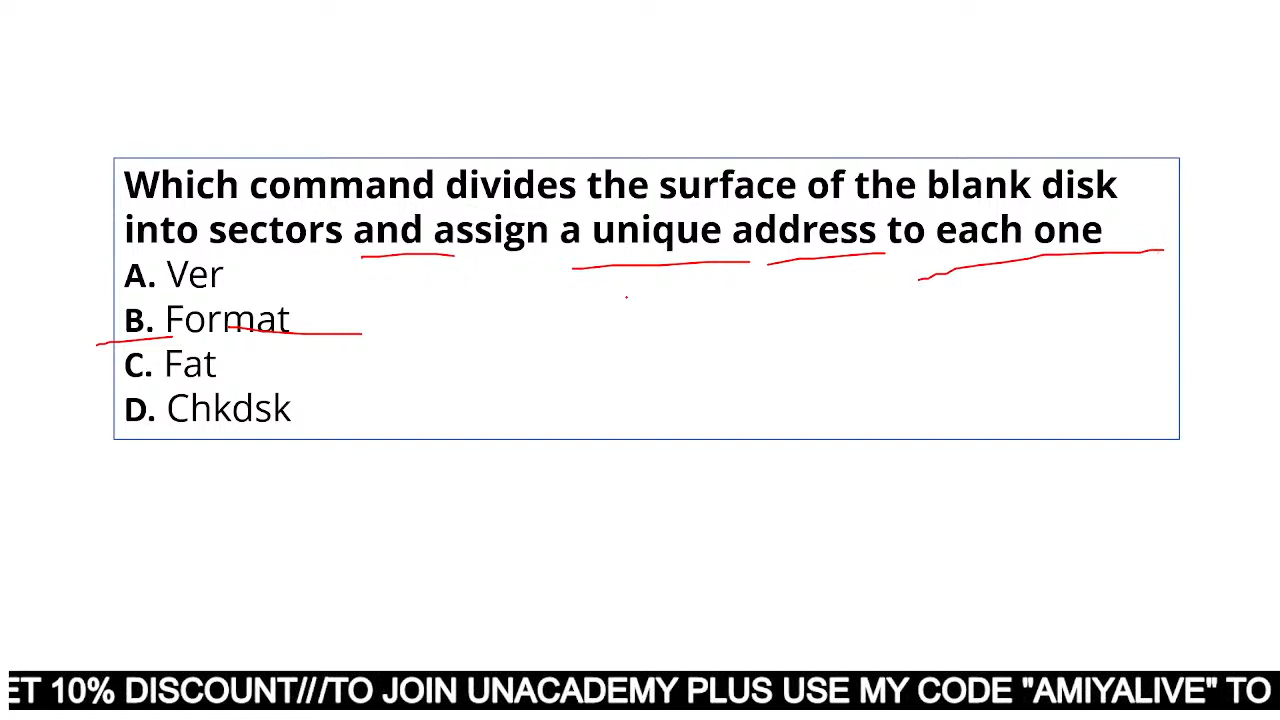 Which command divides the surface of the blank disk
into sectors and assign a unique address to each one
A. Ver
B. Format
C. Fat
D. Chkdsk
ET 10% DISCOUNT///TO JOIN UNACADEMY PLUS USE MY CODE "AMIYALIVE" TO